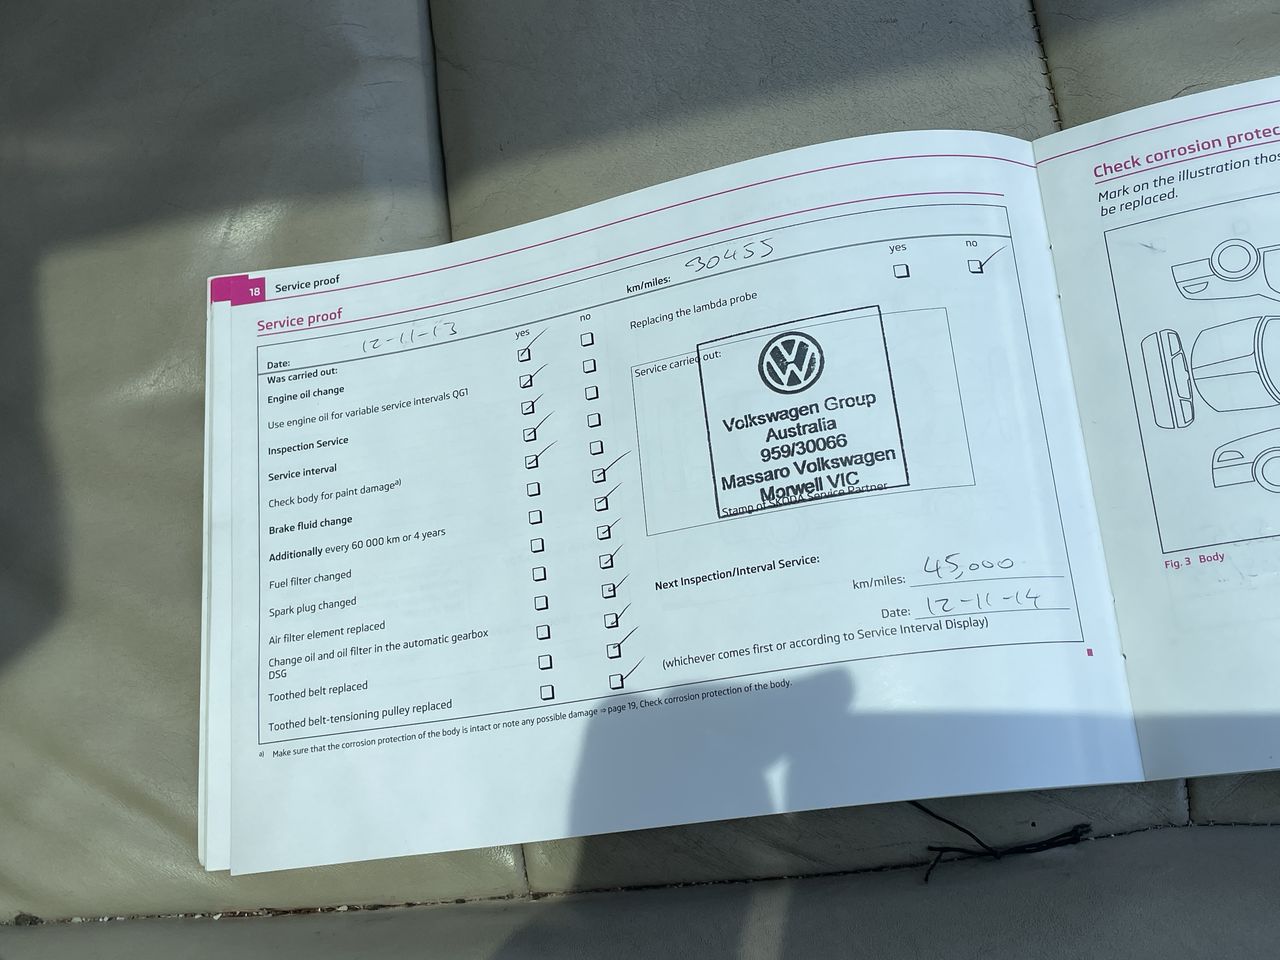 18 Service proof
Service proof
Date: 12-11-13
km/miles: 30455
Was carried out:
yes no
Engine oil change
Use engine oil for variable service intervals QG1
Inspection Service
Service interval
Check body for paint damage a)
Brake fluid change
Additionally every 60 000 km or 4 years
Fuel filter changed
Spark plug changed
Air filter element replaced
Change oil and oil filter in the automatic gearbox
DSG
Toothed belt replaced
Toothed belt-tensioning pulley replaced
yes no
Replacing the lambda probe
Service carried out:
Volkswagen Group
Australia
959/30066
Massaro Volkswagen
Morwell VIC
Stamp of ŠKODA Service Partner
Next Inspection/Interval Service:
km/miles: 45,000
Date: 12-11-14
(whichever comes first or according to Service Interval Display)
a) Make sure that the corrosion protection of the body is intact or note any possible damage ⇒ page 19, Check corrosion protection of the body.
Check corrosion protec
Mark on the illustration thos
be replaced.
Fig. 3 Body